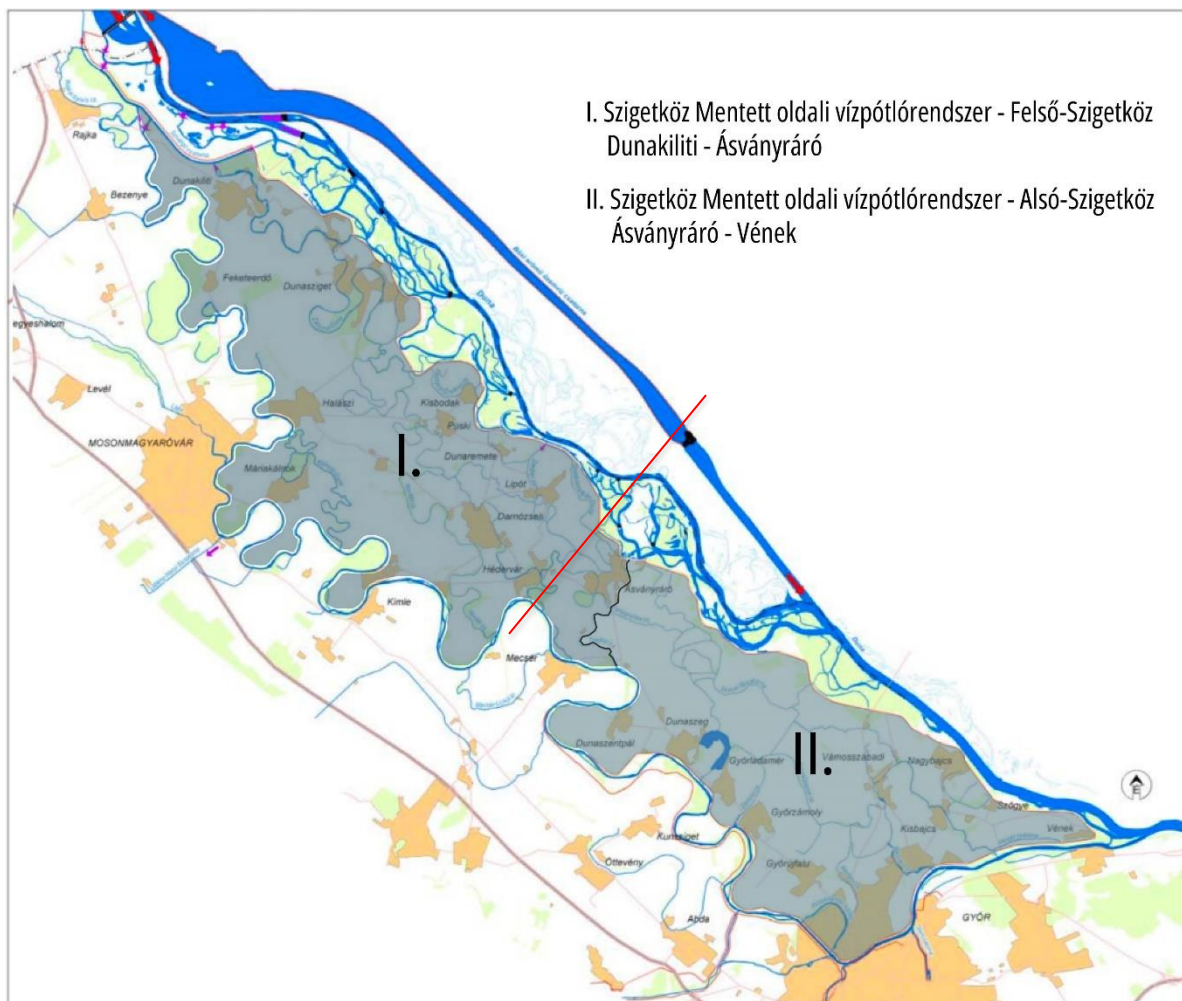 I. Szigetköz Mentett oldali vízpótlórendszer - Felső-Szigetköz
Dunakiliti - Ásványráró
II. Szigetköz Mentett oldali vízpótlórendszer - Alsó-Szigetköz
Ásványráró - Vének
Rajka
Bezenye
Dunakiliti
Feketeerdő
Dunasziget
Duna
egyeshalom
Levél
MOSONMAGYARÓVÁR
Halászi
Kisbodak
Püski
I.
Máriakálnok
Dunaremete
Lipót
Darnózseli
Hédervár
Ásványráró
Kimle
Mecsér
Duna
Dunaszeg
Dunaszentpál
Győrladamér
II.
Vámosszabadi
Nagybajcs
Győrzámoly
Szőgye
Kisbajcs
Vének
Kunsziget
Öttevény
Győrújfalu
Abda
GYŐR
É